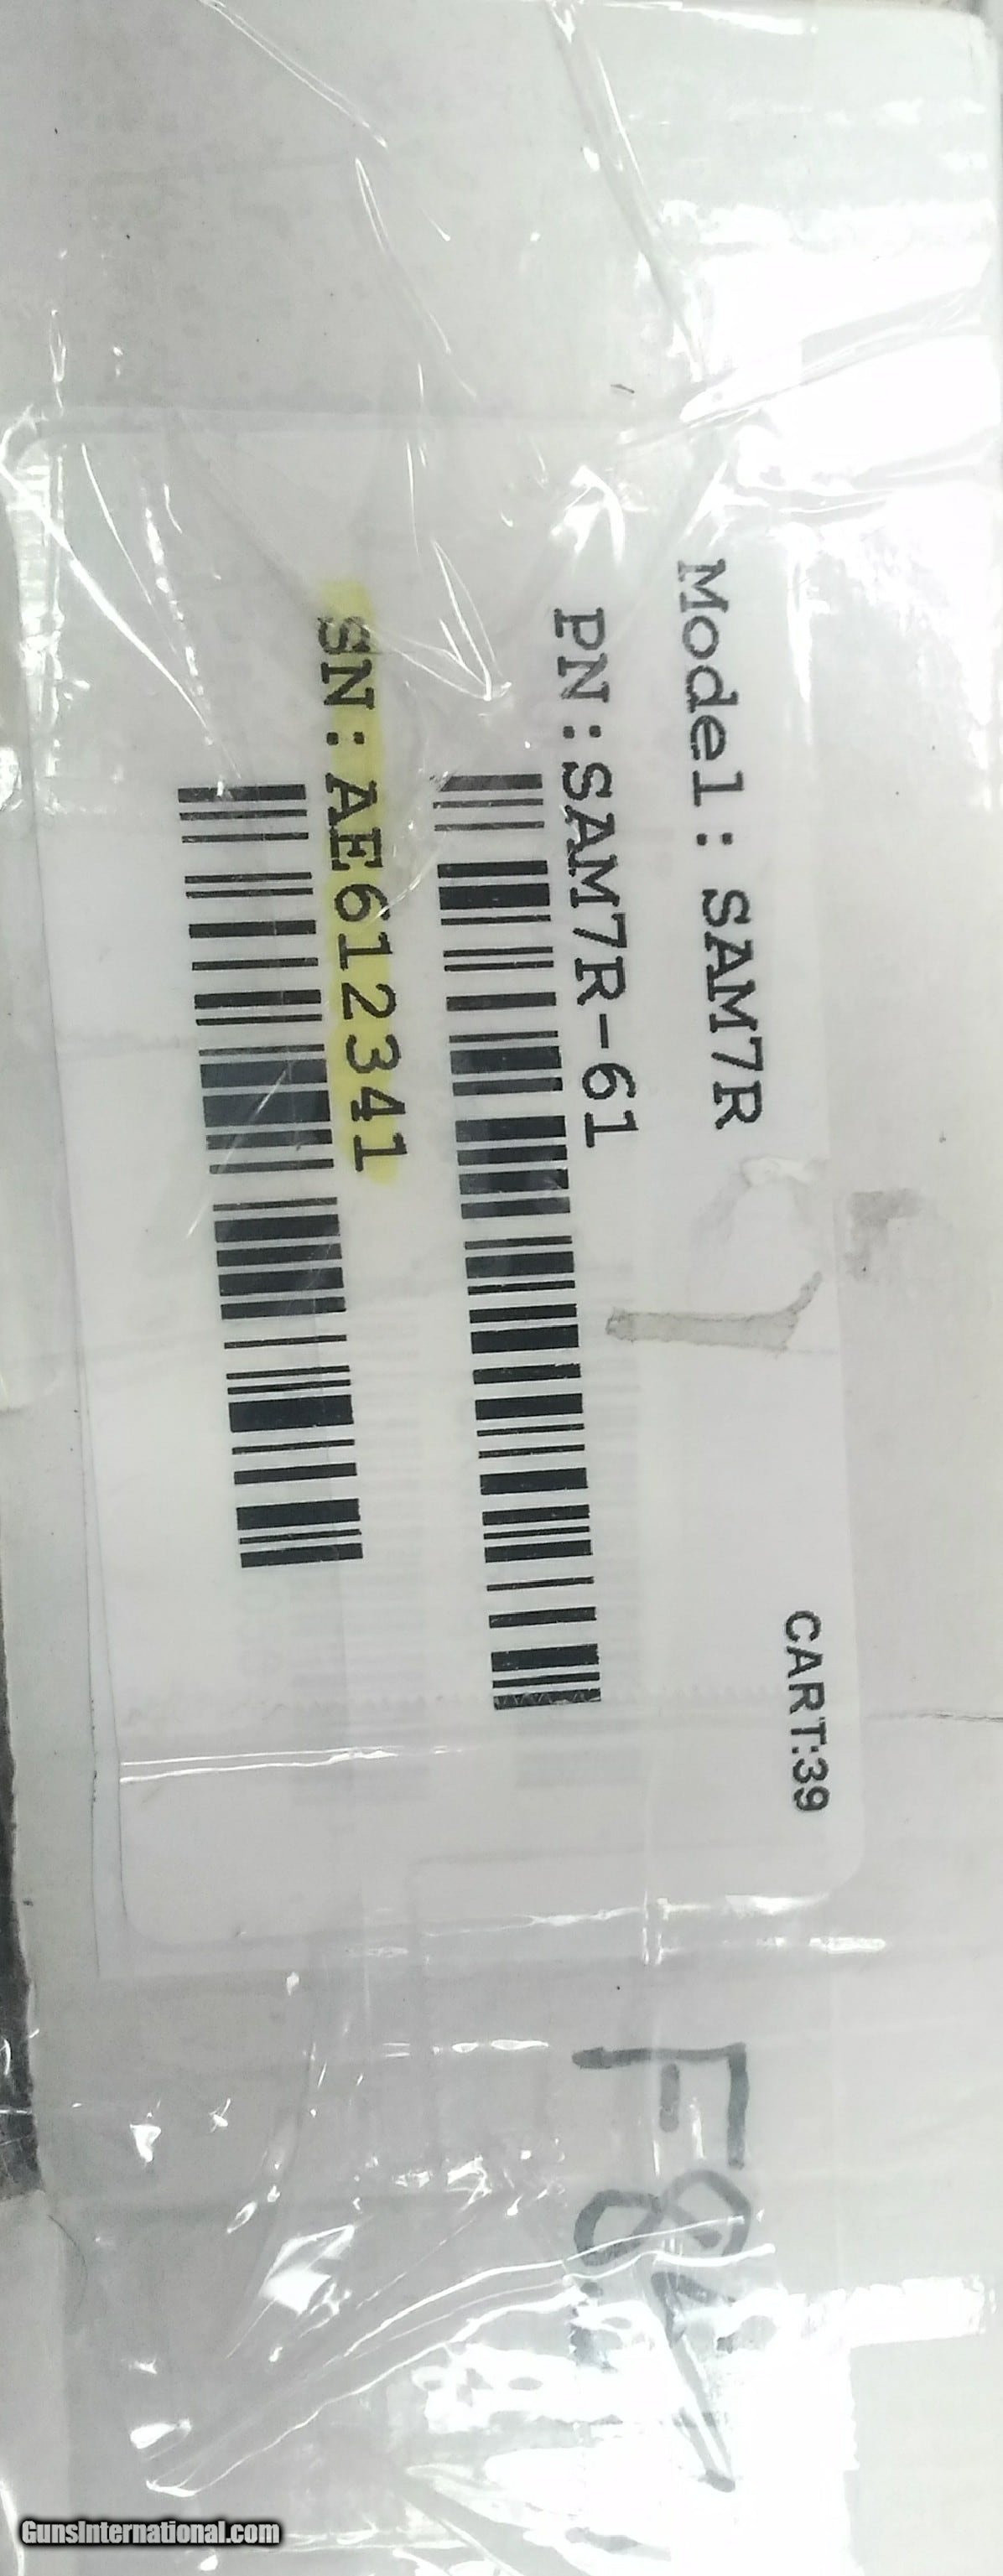 Model: SAM7R
PN:SAM7R-61
SN:AE612341
CART:39
GunsInternational.com